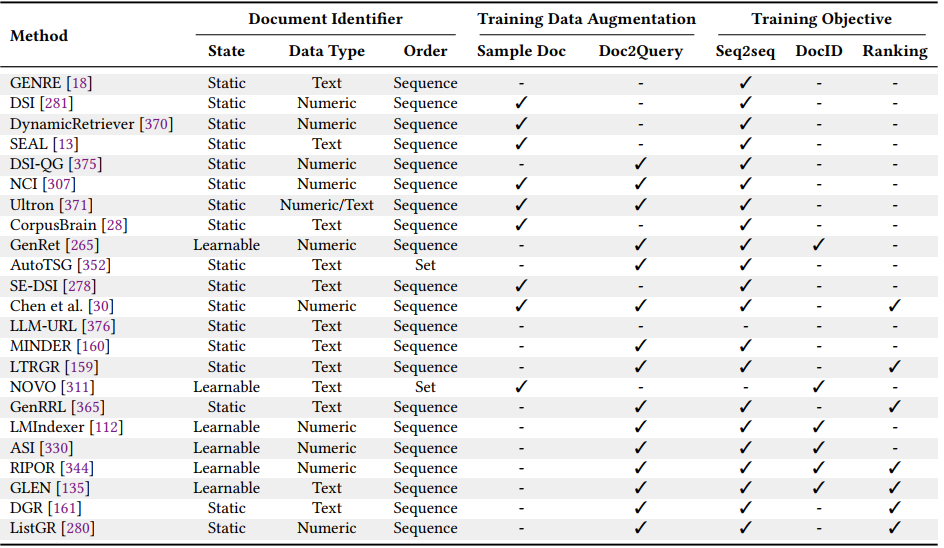 Method Document Identifier Training Data Augmentation Training Objective
State Data Type Order Sample Doc Doc2Query Seq2seq DocID Ranking
GENRE [18] Static Text Sequence - - ✓ - -
DSI [281] Static Numeric Sequence ✓ - ✓ - -
DynamicRetriever [370] Static Numeric Sequence ✓ - ✓ - -
SEAL [13] Static Text Sequence ✓ - ✓ - -
DSI-QG [375] Static Numeric Sequence - ✓ ✓ - -
NCI [307] Static Numeric Sequence ✓ ✓ ✓ - -
Ultron [371] Static Numeric/Text Sequence ✓ ✓ ✓ - -
CorpusBrain [28] Static Text Sequence ✓ - ✓ - -
GenRet [265] Learnable Numeric Sequence - ✓ ✓ ✓ -
AutoTSG [352] Static Text Set - ✓ ✓ - -
SE-DSI [278] Static Text Sequence ✓ - ✓ - -
Chen et al. [30] Static Numeric Sequence ✓ ✓ ✓ - ✓
LLM-URL [376] Static Text Sequence - - - - -
MINDER [160] Static Text Sequence - ✓ ✓ - -
LTRGR [159] Static Text Sequence - ✓ ✓ - ✓
NOVO [311] Learnable Text Set ✓ - - ✓ -
GenRRL [365] Static Text Sequence - ✓ ✓ - ✓
LMIndexer [112] Learnable Numeric Sequence - ✓ ✓ ✓ -
ASI [330] Learnable Numeric Sequence - ✓ ✓ ✓ -
RIPOR [344] Learnable Numeric Sequence - ✓ ✓ ✓ ✓
GLEN [135] Learnable Text Sequence - ✓ ✓ ✓ ✓
DGR [161] Static Text Sequence - ✓ ✓ - ✓
ListGR [280] Static Numeric Sequence - ✓ ✓ - ✓